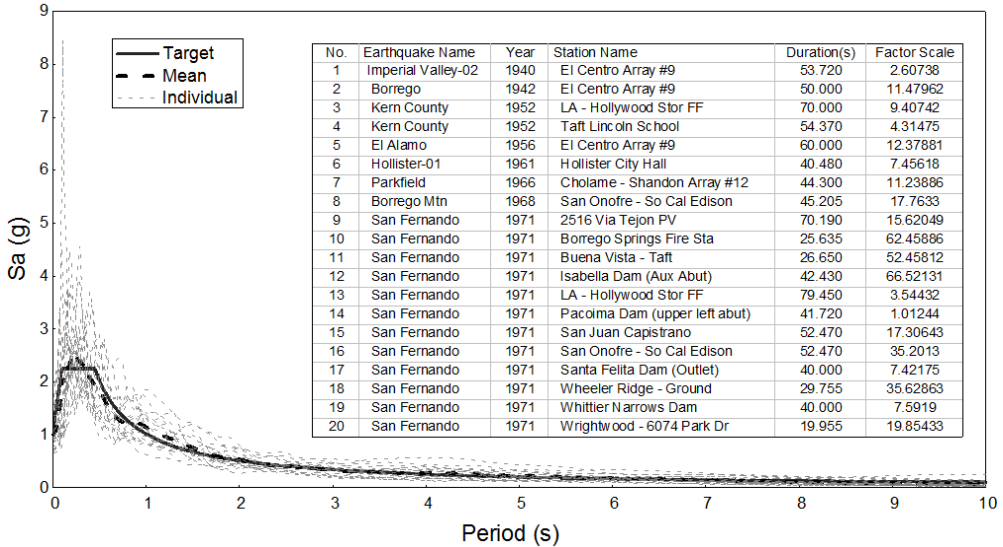 9
8
7
6
5
4
3
2
1
0
Sa (g)
Target
Mean
Individual
No. Earthquake Name Year Station Name Duration(s) Factor Scale
1 Imperial Valley-02 1940 El Centro Array #9 53.720 2.60738
2 Borrego 1942 El Centro Array #9 50.000 11.47962
3 Kern County 1952 LA - Hollywood Stor FF 70.000 9.40742
4 Kern County 1952 Taft Lincoln School 54.370 4.31475
5 El Alamo 1956 El Centro Array #9 60.000 12.37881
6 Hollister-01 1961 Hollister City Hall 40.480 7.45618
7 Parkfield 1966 Cholame - Shandon Array #12 44.300 11.23886
8 Borrego Mtn 1968 San Onofre - So Cal Edison 45.205 17.7633
9 San Fernando 1971 2516 Via Tejon PV 70.190 15.62049
10 San Fernando 1971 Borrego Springs Fire Sta 25.635 62.45886
11 San Fernando 1971 Buena Vista - Taft 26.650 52.45812
12 San Fernando 1971 Isabella Dam (Aux Abut) 42.430 66.52131
13 San Fernando 1971 LA - Hollywood Stor FF 79.450 3.54432
14 San Fernando 1971 Pacoima Dam (upper left abut) 41.720 1.01244
15 San Fernando 1971 San Juan Capistrano 52.470 17.30643
16 San Fernando 1971 San Onofre - So Cal Edison 52.470 35.2013
17 San Fernando 1971 Santa Felita Dam (Outlet) 40.000 7.42175
18 San Fernando 1971 Wheeler Ridge - Ground 29.755 35.62863
19 San Fernando 1971 Whittier Narrows Dam 40.000 7.5919
20 San Fernando 1971 Wrightwood - 6074 Park Dr 19.955 19.85433
0 1 2 3 4 5 6 7 8 9 10
Period (s)